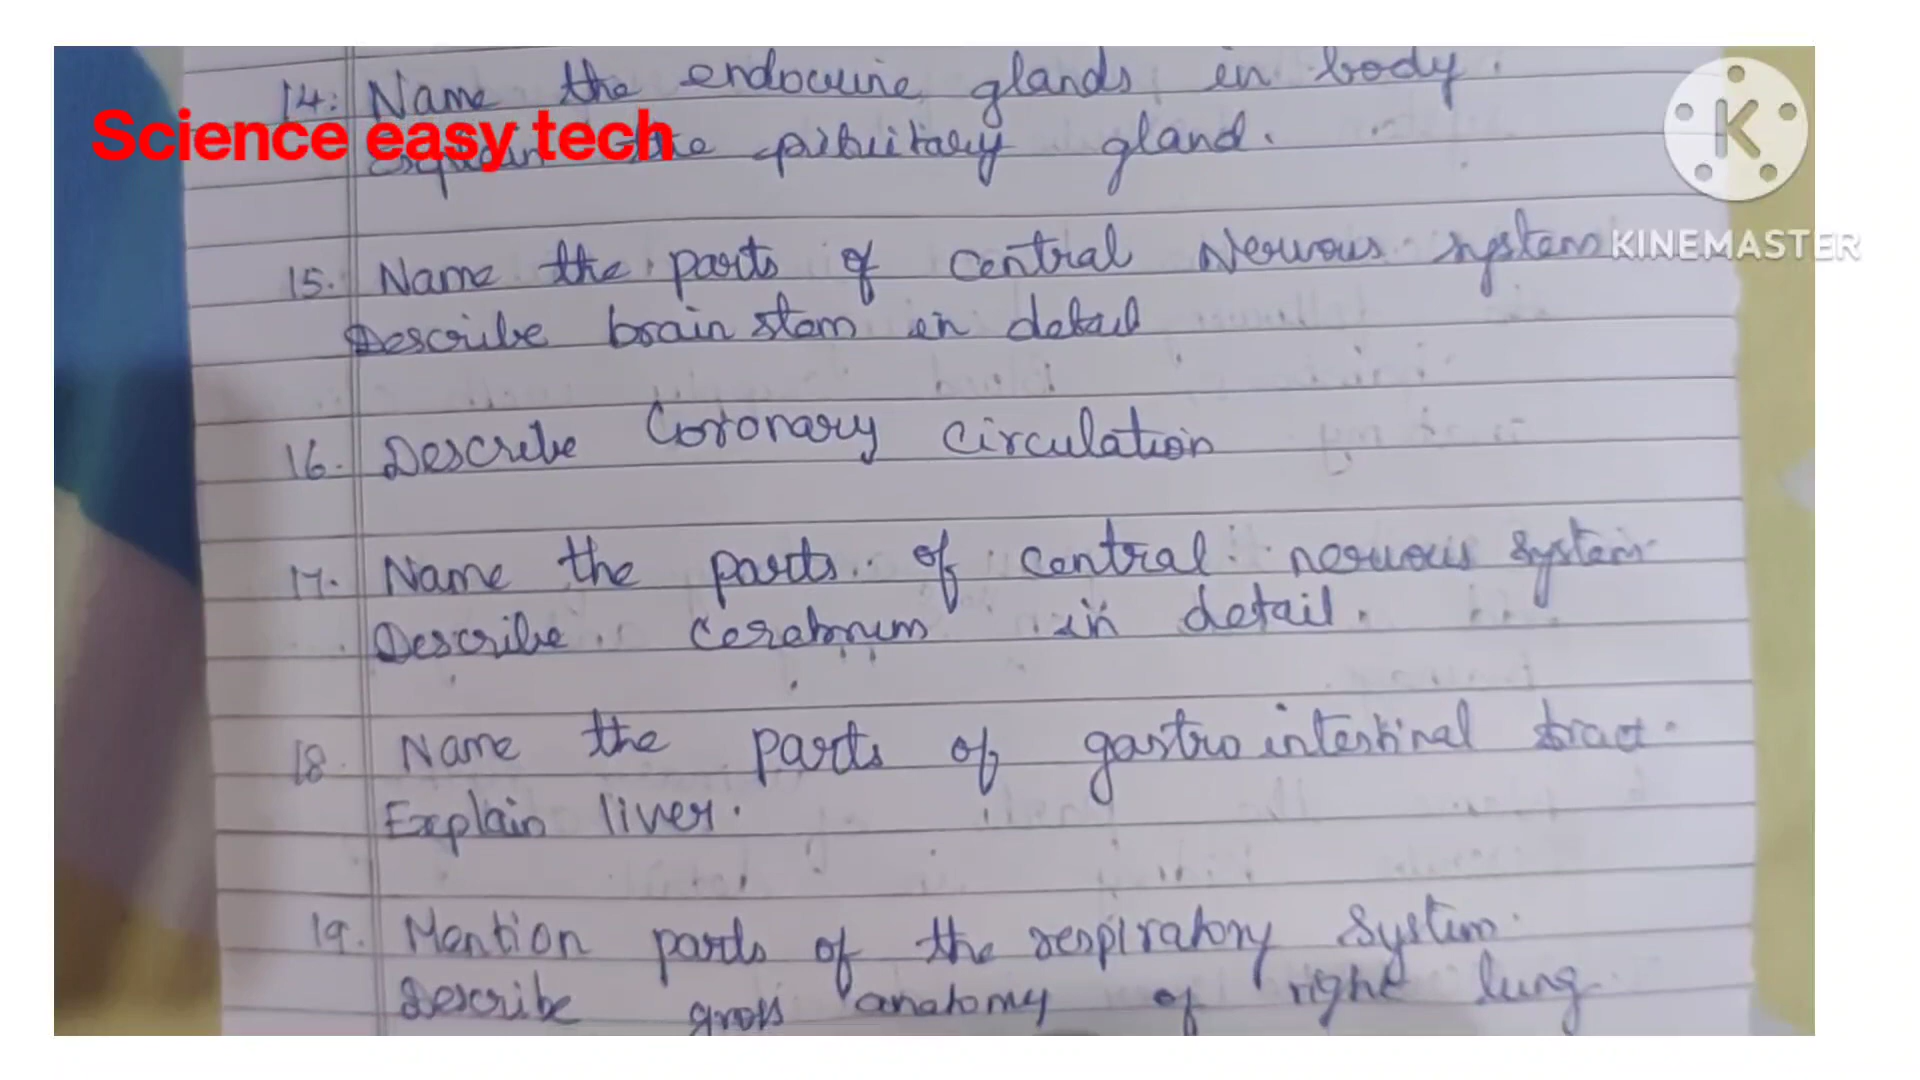 14. Name the endocrine glands in body.
Science easy tech
Explain the pituitary gland.
K
KINEMASTER
15. Name the parts of central Nervous system
Describe brain stem in detail
16. Describe Coronary circulation
17. Name the parts of central nervous system
Describe Cerebrum in detail.
18. Name the parts of gastro intestinal tract.
Explain liver.
19. Mention parts of the respiratory system.
Describe gross anatomy of right lung